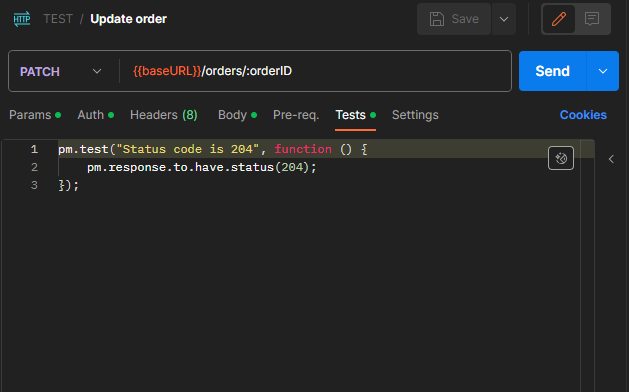 HTTP TEST / Update order Save
PATCH {{baseURL}}/orders/:orderID Send
Params Auth Headers (8) Body Pre-req. Tests Settings Cookies
1 pm.test("Status code is 204", function () {
2 pm.response.to.have.status(204);
3 });